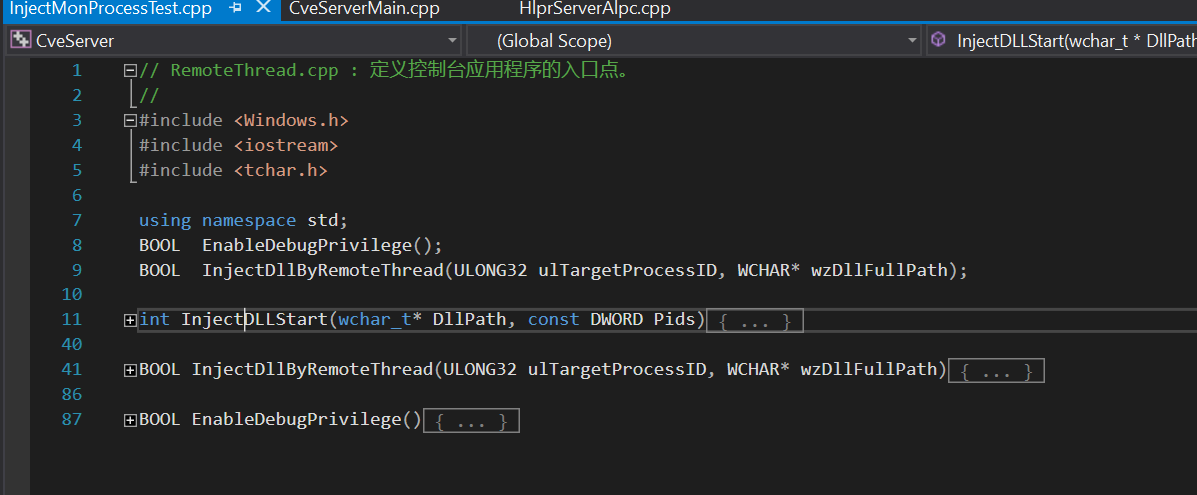 InjectMonProcessTest.cpp CveServerMain.cpp HlprServerAlpc.cpp
CveServer (Global Scope) InjectDLLStart(wchar_t * DllPath
1 // RemoteThread.cpp : 定义控制台应用程序的入口点。
2 //
3 #include <Windows.h>
4 #include <iostream>
5 #include <tchar.h>
6
7 using namespace std;
8 BOOL  EnableDebugPrivilege();
9 BOOL  InjectDllByRemoteThread(ULONG32 ulTargetProcessID, WCHAR* wzDllFullPath);
10
11 int InjectDLLStart(wchar_t* DllPath, const DWORD Pids){ ... }
40
41 BOOL InjectDllByRemoteThread(ULONG32 ulTargetProcessID, WCHAR* wzDllFullPath){ ... }
86
87 BOOL EnableDebugPrivilege(){ ... }